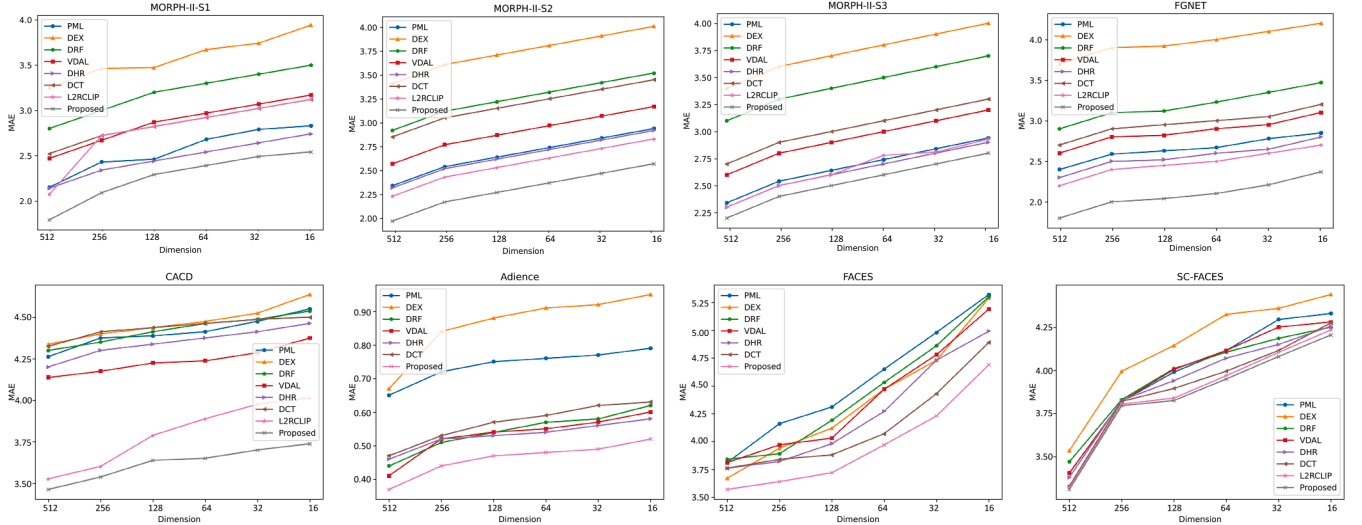 MORPH-II-S1
MAE
4.0
3.5
3.0
2.5
2.0
PML
DEX
DRF
VDAL
DHR
DCT
L2RCLIP
Proposed
512 256 128 64 32 16
Dimension
MORPH-II-S2
MAE
4.00
3.75
3.50
3.25
3.00
2.75
2.50
2.25
2.00
PML
DEX
DRF
VDAL
DHR
DCT
L2RCLIP
Proposed
512 256 128 64 32 16
Dimension
MORPH-II-S3
MAE
4.00
3.75
3.50
3.25
3.00
2.75
2.50
2.25
PML
DEX
DRF
VDAL
DHR
DCT
L2RCLIP
Proposed
512 256 128 64 32 16
Dimension
FGNET
MAE
4.0
3.5
3.0
2.5
2.0
PML
DEX
DRF
VDAL
DHR
DCT
L2RCLIP
Proposed
512 256 128 64 32 16
Dimension
CACD
MAE
4.50
4.25
4.00
3.75
3.50
PML
DEX
DRF
VDAL
DHR
DCT
L2RCLIP
Proposed
512 256 128 64 32 16
Dimension
Adience
MAE
0.90
0.80
0.70
0.60
0.50
0.40
PML
DEX
DRF
VDAL
DHR
DCT
Proposed
512 256 128 64 32 16
Dimension
FACES
MAE
5.25
5.00
4.75
4.50
4.25
4.00
3.75
3.50
PML
DEX
DRF
VDAL
DHR
DCT
Proposed
512 256 128 64 32 16
Dimension
SC-FACES
MAE
4.25
4.00
3.75
3.50
PML
DEX
DRF
VDAL
DHR
DCT
L2RCLIP
Proposed
512 256 128 64 32 16
Dimension